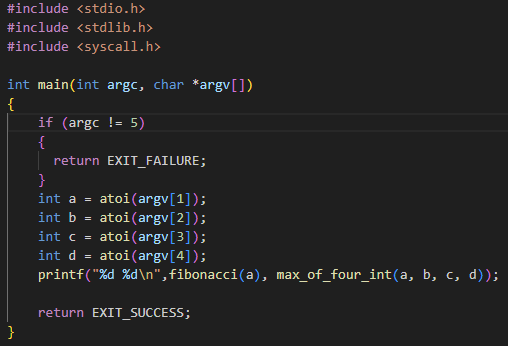 #include <stdio.h>
#include <stdlib.h>
#include <syscall.h>

int main(int argc, char *argv[])
{
    if (argc != 5)
    {
      return EXIT_FAILURE;
    }
    int a = atoi(argv[1]);
    int b = atoi(argv[2]);
    int c = atoi(argv[3]);
    int d = atoi(argv[4]);
    printf("%d %d\n",fibonacci(a), max_of_four_int(a, b, c, d));

    return EXIT_SUCCESS;
}